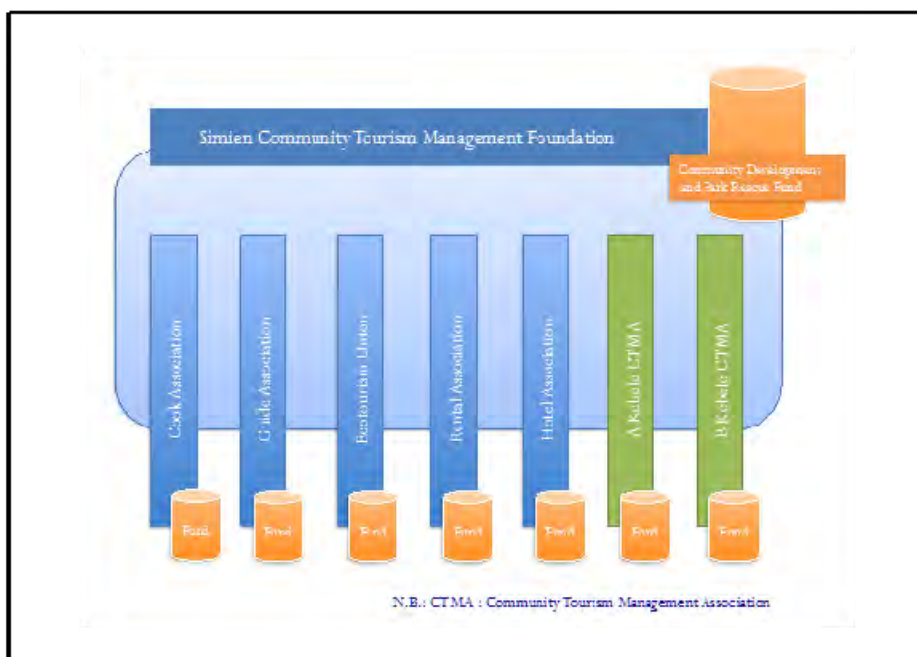 Simien Community Tourism Management Foundation
Community Development
and Park Rescue Fund
Cook Association
Guide Association
Ecotourism Union
Rental Association
Hotel Association
A Kebele CTMA
B Kebele CTMA
Fund
Fund
Fund
Fund
Fund
Fund
Fund
N.B.: CTMA : Community Tourism Management Association